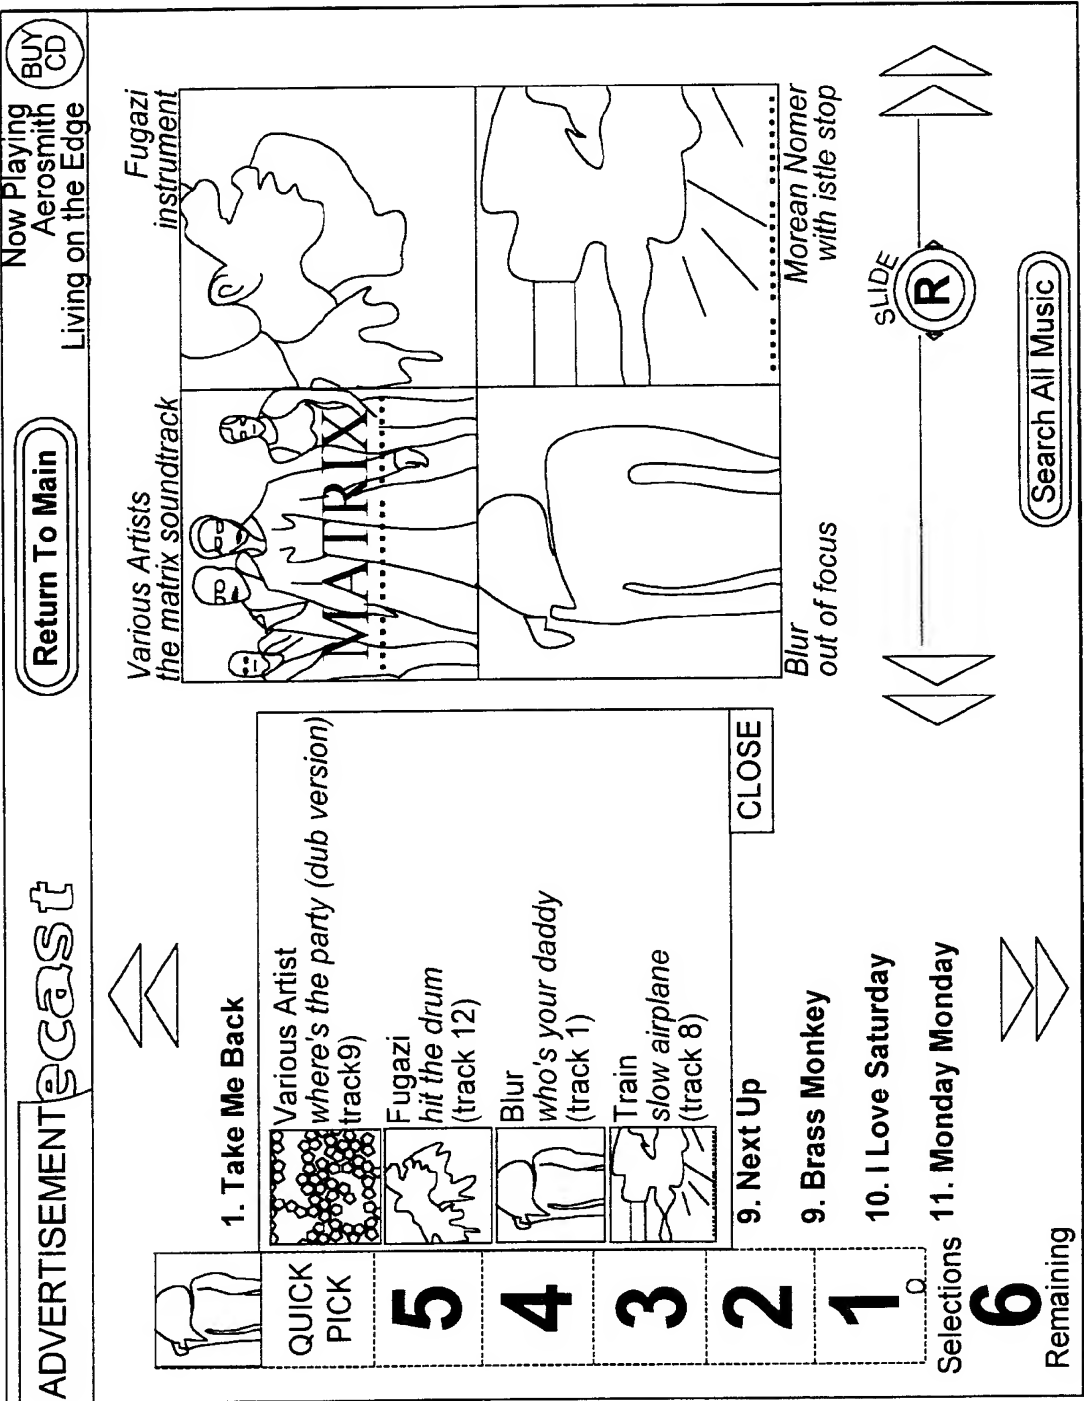 ADVERTISEMENT
ecast
Return To Main
Now Playing
Aerosmith
Living on the Edge
BUY
CD
QUICK
PICK
5
4
3
2
1
Selections
6
Remaining
1. Take Me Back
Various Artist
where's the party (dub version)
track9)
Fugazi
hit the drum
(track 12)
Blur
who's your daddy
(track 1)
Train
slow airplane
(track 8)
CLOSE
9. Next Up
9. Brass Monkey
10. I Love Saturday
11. Monday Monday
Various Artists
the matrix soundtrack
Fugazi
instrument
MATRIX
Blur
out of focus
Morean Nomer
with istle stop
SLIDE
R
Search All Music